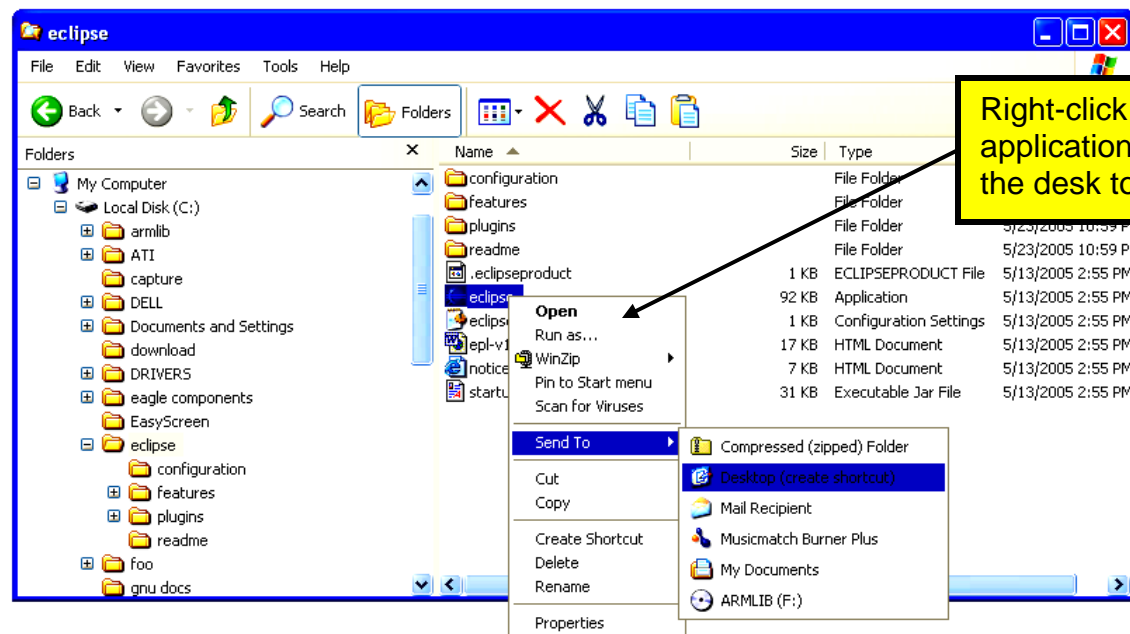 eclipse
File Edit View Favorites Tools Help
Back Search Folders
Right-click
application
the desk to
Folders × Name Size Type
My Computer
Local Disk (C:)
armlib
ATI
capture
DELL
Documents and Settings
download
DRIVERS
eagle components
EasyScreen
eclipse
configuration
features
plugins
readme
foo
gnu docs
configuration File Folder
features File Folder
plugins File Folder 5/23/2005 10:59 P
readme File Folder 5/23/2005 10:59 P
.eclipseproduct 1 KB ECLIPSEPRODUCT File 5/13/2005 2:55 PM
eclipse 92 KB Application 5/13/2005 2:55 PM
eclips 1 KB Configuration Settings 5/13/2005 2:55 PM
epl-v1 17 KB HTML Document 5/13/2005 2:55 PM
notice 7 KB HTML Document 5/13/2005 2:55 PM
startu 31 KB Executable Jar File 5/13/2005 2:55 PM
Open
Run as...
WinZip
Pin to Start menu
Scan for Viruses
Send To
Cut
Copy
Create Shortcut
Delete
Rename
Properties
Compressed (zipped) Folder
Desktop (create shortcut)
Mail Recipient
Musicmatch Burner Plus
My Documents
ARMLIB (F:)